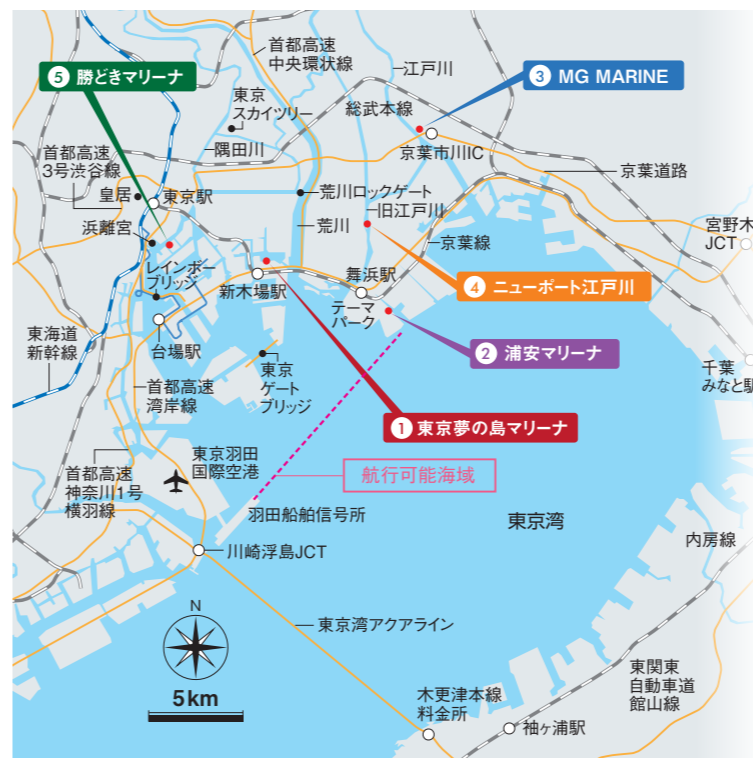 首都高速
中央環状線
江戸川
⑤ 勝どきマリーナ
③ MG MARINE
東京
スカイツリー
総武本線
京葉市川IC
首都高速
3号渋谷線
隅田川
京葉道路
皇居
東京駅
荒川ロックゲート
旧江戸川
浜離宮
荒川
京葉線
宮野木
JCT
レインボー
ブリッジ
新木場駅
舞浜駅
④ ニューポート江戸川
テーマ
パーク
東海道
新幹線
台場駅
② 浦安マリーナ
東京
ゲート
ブリッジ
千葉
みなと駅
首都高速
湾岸線
① 東京夢の島マリーナ
東京羽田
国際空港
首都高速
神奈川1号
横羽線
航行可能海域
羽田船舶信号所
東京湾
内房線
川崎浮島JCT
N
東京湾アクアライン
5km
東関東
自動車道
館山線
木更津本線
料金所
袖ヶ浦駅